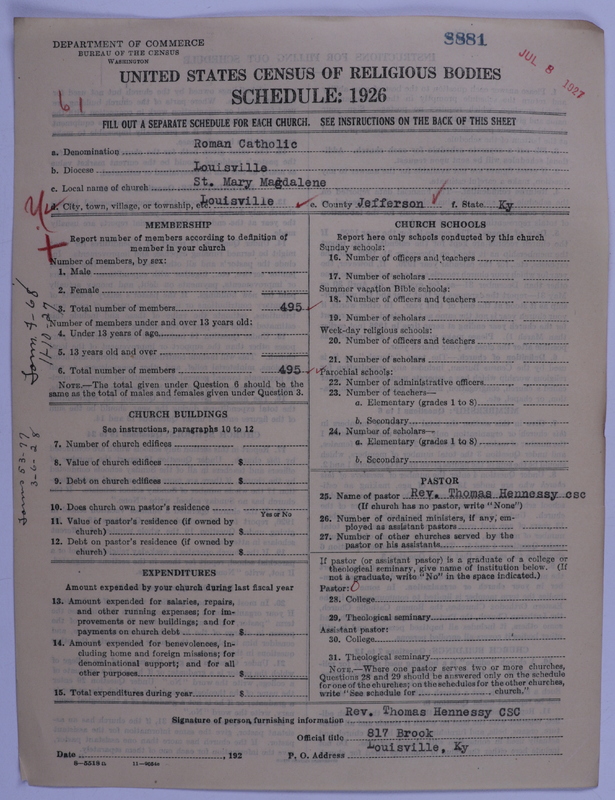 DEPARTMENT OF COMMERCE
BUREAU OF THE CENSUS
WASHINGTON
8881
JUL 8 1927
UNITED STATES CENSUS OF RELIGIOUS BODIES
SCHEDULE: 1926
61
FILL OUT A SEPARATE SCHEDULE FOR EACH CHURCH. SEE INSTRUCTIONS ON THE BACK OF THIS SHEET
a. Denomination Roman Catholic
b. Diocese Louisville
c. Local name of church St. Mary Magdalene
d. City, town, village, or township, etc. Louisville e. County Jefferson f. State Ky
MEMBERSHIP
Report number of members according to definition of
member in your church
Number of members, by sex:
1. Male
2. Female
3. Total number of members 495
Number of members under and over 13 years old:
4. Under 13 years of age
5. 13 years old and over
6. Total number of members 495
NOTE.—The total given under Question 6 should be the
same as the total of males and females given under Question 3.
CHURCH BUILDINGS
See instructions, paragraphs 10 to 12
7. Number of church edifices
8. Value of church edifices $
9. Debt on church edifices $
10. Does church own pastor's residence
Yes or No
11. Value of pastor's residence (if owned by
church) $
12. Debt on pastor's residence (if owned by
church) $
EXPENDITURES
Amount expended by your church during last fiscal year
13. Amount expended for salaries, repairs,
and other running expenses; for im-
provements or new buildings; and for
payments on church debt $
14. Amount expended for benevolences, in-
cluding home and foreign missions; for
denominational support; and for all
other purposes $
15. Total expenditures during year $
CHURCH SCHOOLS
Report here only schools conducted by this church
Sunday schools:
16. Number of officers and teachers
17. Number of scholars
Summer vacation Bible schools:
18. Number of officers and teachers
19. Number of scholars
Week-day religious schools:
20. Number of officers and teachers
21. Number of scholars
Parochial schools:
22. Number of administrative officers
23. Number of teachers—
a. Elementary (grades 1 to 8)
b. Secondary
24. Number of scholars—
a. Elementary (grades 1 to 8)
b. Secondary
PASTOR
25. Name of pastor Rev. Thomas Hennessy csc
(If church has no pastor, write "None")
26. Number of ordained ministers, if any, em-
ployed as assistant pastors
27. Number of other churches served by the
pastor or his assistants
If pastor (or assistant pastor) is a graduate of a college or
theological seminary, give name of institution below. (If
not a graduate, write "No" in the space indicated.)
Pastor:
28. College
29. Theological seminary
Assistant pastor:
30. College
31. Theological seminary
NOTE.—Where one pastor serves two or more churches,
Questions 28 and 29 should be answered only on the schedule
for one of the churches; on the schedules for the other churches,
write "See schedule for church."
Signature of person furnishing information Rev. Thomas Hennessy CSC
Official title 817 Brook
Date , 192 P. O. Address Louisville, Ky